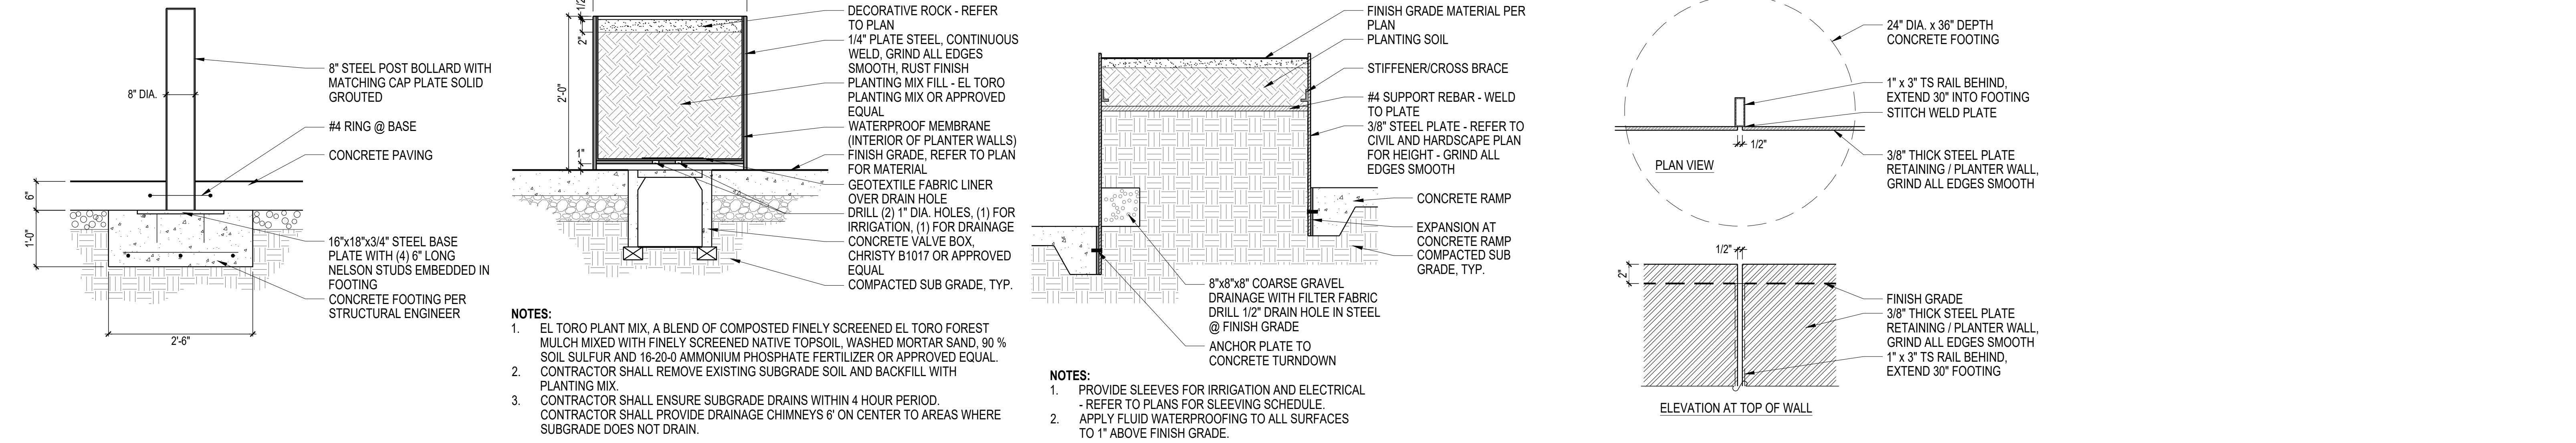 8" DIA.
6"
1'-0"
2'-6"
8" STEEL POST BOLLARD WITH
MATCHING CAP PLATE SOLID
GROUTED
#4 RING @ BASE
CONCRETE PAVING
16"x18"x3/4" STEEL BASE
PLATE WITH (4) 6" LONG
NELSON STUDS EMBEDDED IN
FOOTING
CONCRETE FOOTING PER
STRUCTURAL ENGINEER
2"
2'-0"
1"
DECORATIVE ROCK - REFER
TO PLAN
1/4" PLATE STEEL, CONTINUOUS
WELD, GRIND ALL EDGES
SMOOTH, RUST FINISH
PLANTING MIX FILL - EL TORO
PLANTING MIX OR APPROVED
EQUAL
WATERPROOF MEMBRANE
(INTERIOR OF PLANTER WALLS)
FINISH GRADE, REFER TO PLAN
FOR MATERIAL
GEOTEXTILE FABRIC LINER
OVER DRAIN HOLE
DRILL (2) 1" DIA. HOLES, (1) FOR
IRRIGATION, (1) FOR DRAINAGE
CONCRETE VALVE BOX,
CHRISTY B1017 OR APPROVED
EQUAL
COMPACTED SUB GRADE, TYP.
NOTES:
1. EL TORO PLANT MIX, A BLEND OF COMPOSTED FINELY SCREENED EL TORO FOREST
MULCH MIXED WITH FINELY SCREENED NATIVE TOPSOIL, WASHED MORTAR SAND, 90 %
SOIL SULFUR AND 16-20-0 AMMONIUM PHOSPHATE FERTILIZER OR APPROVED EQUAL.
2. CONTRACTOR SHALL REMOVE EXISTING SUBGRADE SOIL AND BACKFILL WITH
PLANTING MIX.
3. CONTRACTOR SHALL ENSURE SUBGRADE DRAINS WITHIN 4 HOUR PERIOD.
CONTRACTOR SHALL PROVIDE DRAINAGE CHIMNEYS 6' ON CENTER TO AREAS WHERE
SUBGRADE DOES NOT DRAIN.
FINISH GRADE MATERIAL PER
PLAN
PLANTING SOIL
STIFFENER/CROSS BRACE
#4 SUPPORT REBAR - WELD
TO PLATE
3/8" STEEL PLATE - REFER TO
CIVIL AND HARDSCAPE PLAN
FOR HEIGHT - GRIND ALL
EDGES SMOOTH
CONCRETE RAMP
EXPANSION AT
CONCRETE RAMP
COMPACTED SUB
GRADE, TYP.
8"x8"x8" COARSE GRAVEL
DRAINAGE WITH FILTER FABRIC
DRILL 1/2" DRAIN HOLE IN STEEL
@ FINISH GRADE
ANCHOR PLATE TO
CONCRETE TURNDOWN
NOTES:
1. PROVIDE SLEEVES FOR IRRIGATION AND ELECTRICAL
- REFER TO PLANS FOR SLEEVING SCHEDULE.
2. APPLY FLUID WATERPROOFING TO ALL SURFACES
TO 1" ABOVE FINISH GRADE.
24" DIA. x 36" DEPTH
CONCRETE FOOTING
1" x 3" TS RAIL BEHIND,
EXTEND 30" INTO FOOTING
STITCH WELD PLATE
1/2"
PLAN VIEW
3/8" THICK STEEL PLATE
RETAINING / PLANTER WALL,
GRIND ALL EDGES SMOOTH
1/2"
2"
FINISH GRADE
3/8" THICK STEEL PLATE
RETAINING / PLANTER WALL,
GRIND ALL EDGES SMOOTH
1" x 3" TS RAIL BEHIND,
EXTEND 30" FOOTING
ELEVATION AT TOP OF WALL